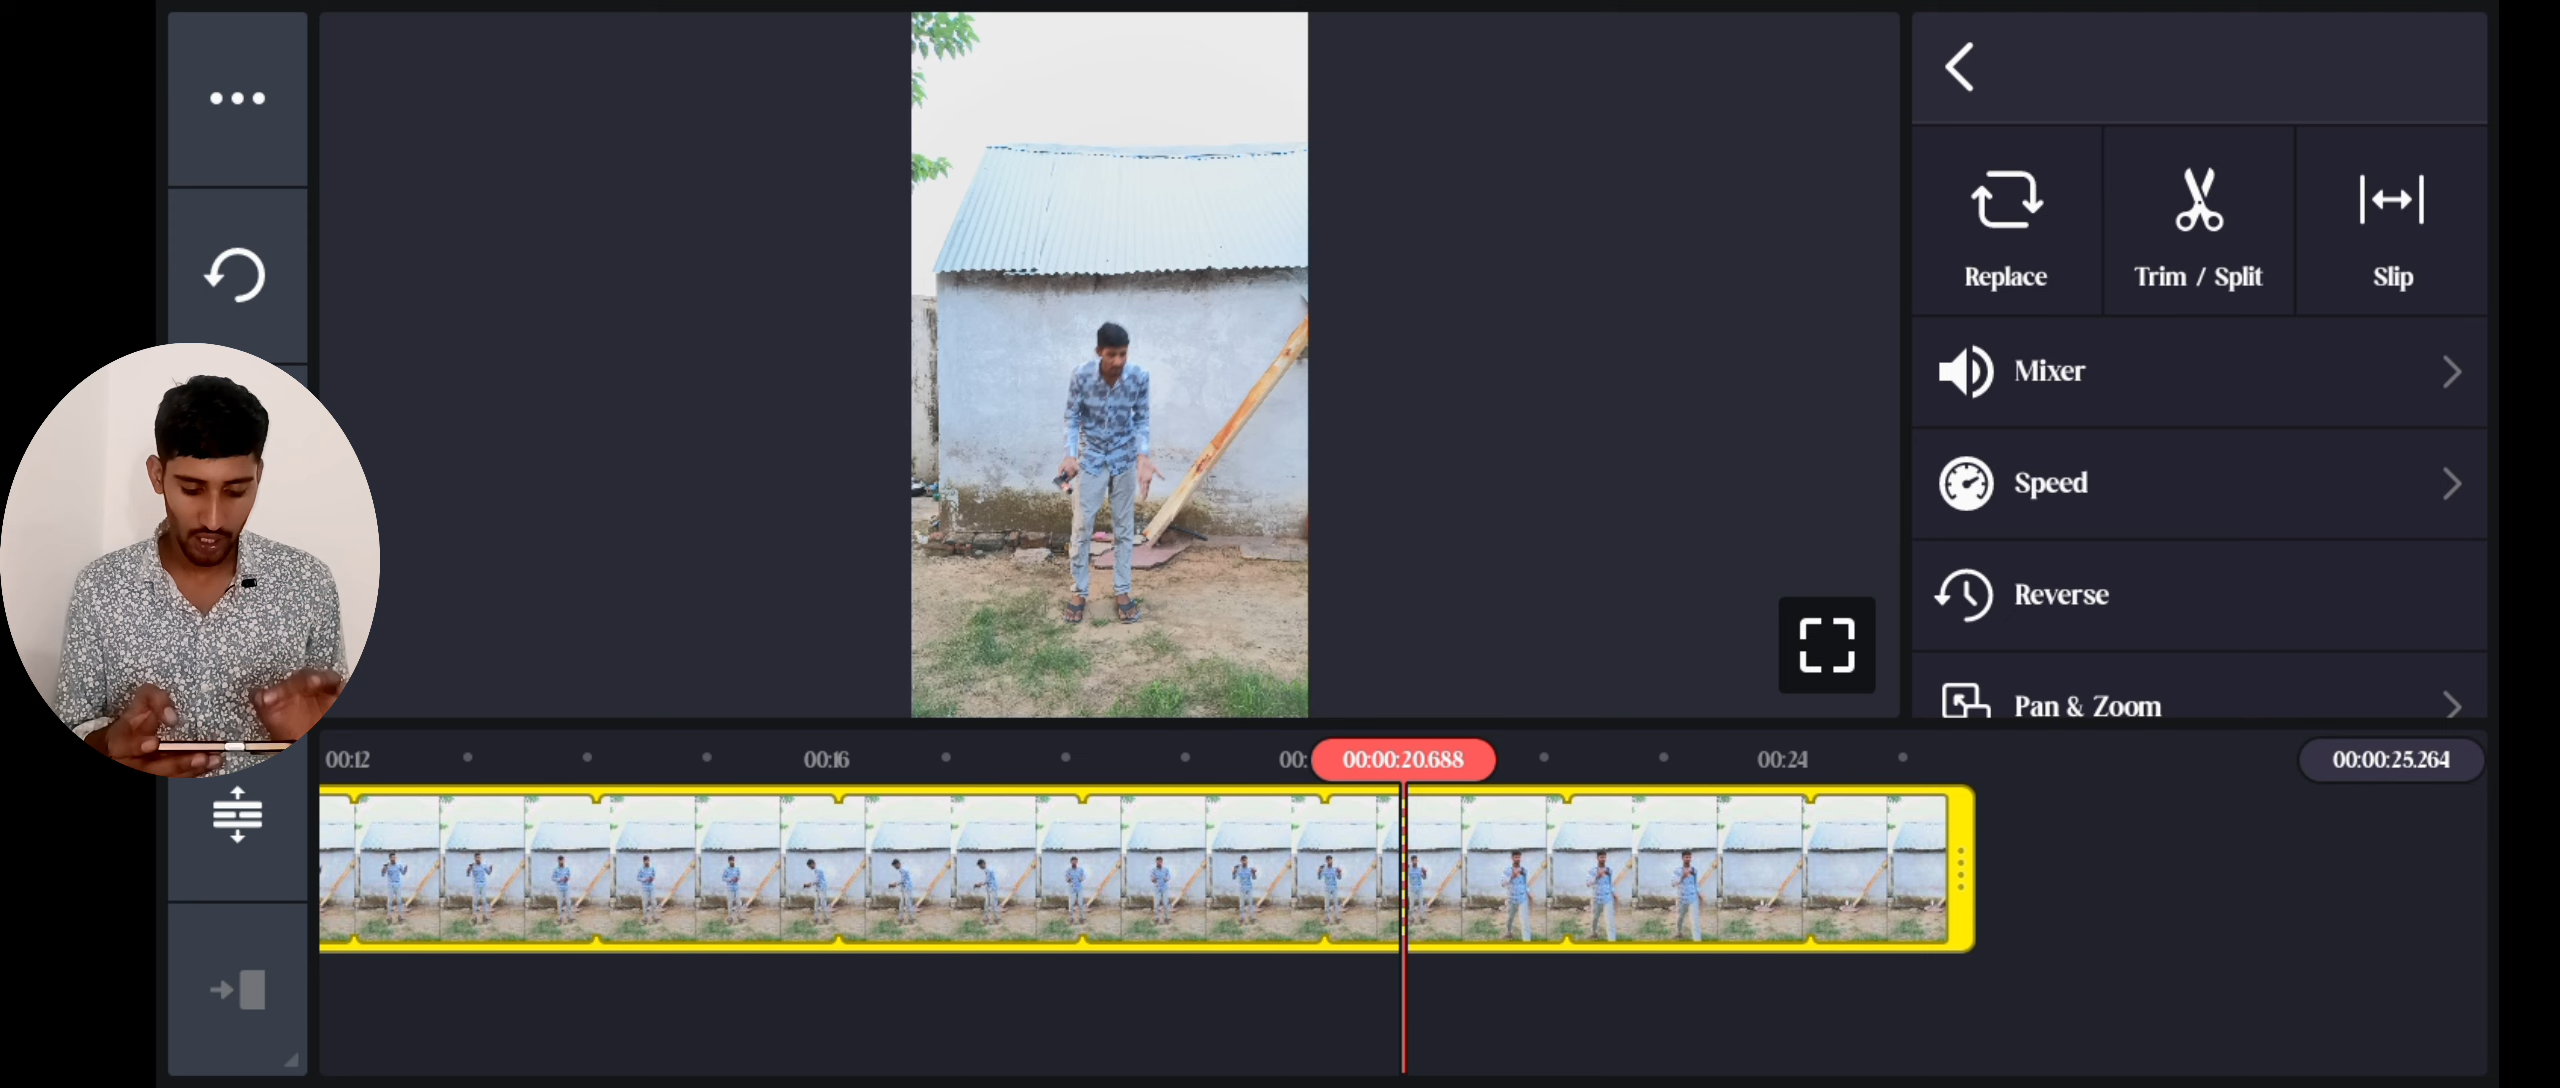 Replace
Trim / Split
Slip
Mixer
Speed
Reverse
Pan & Zoom
00:12
00:16
00:
00:00:20.688
00:24
00:00:25.264